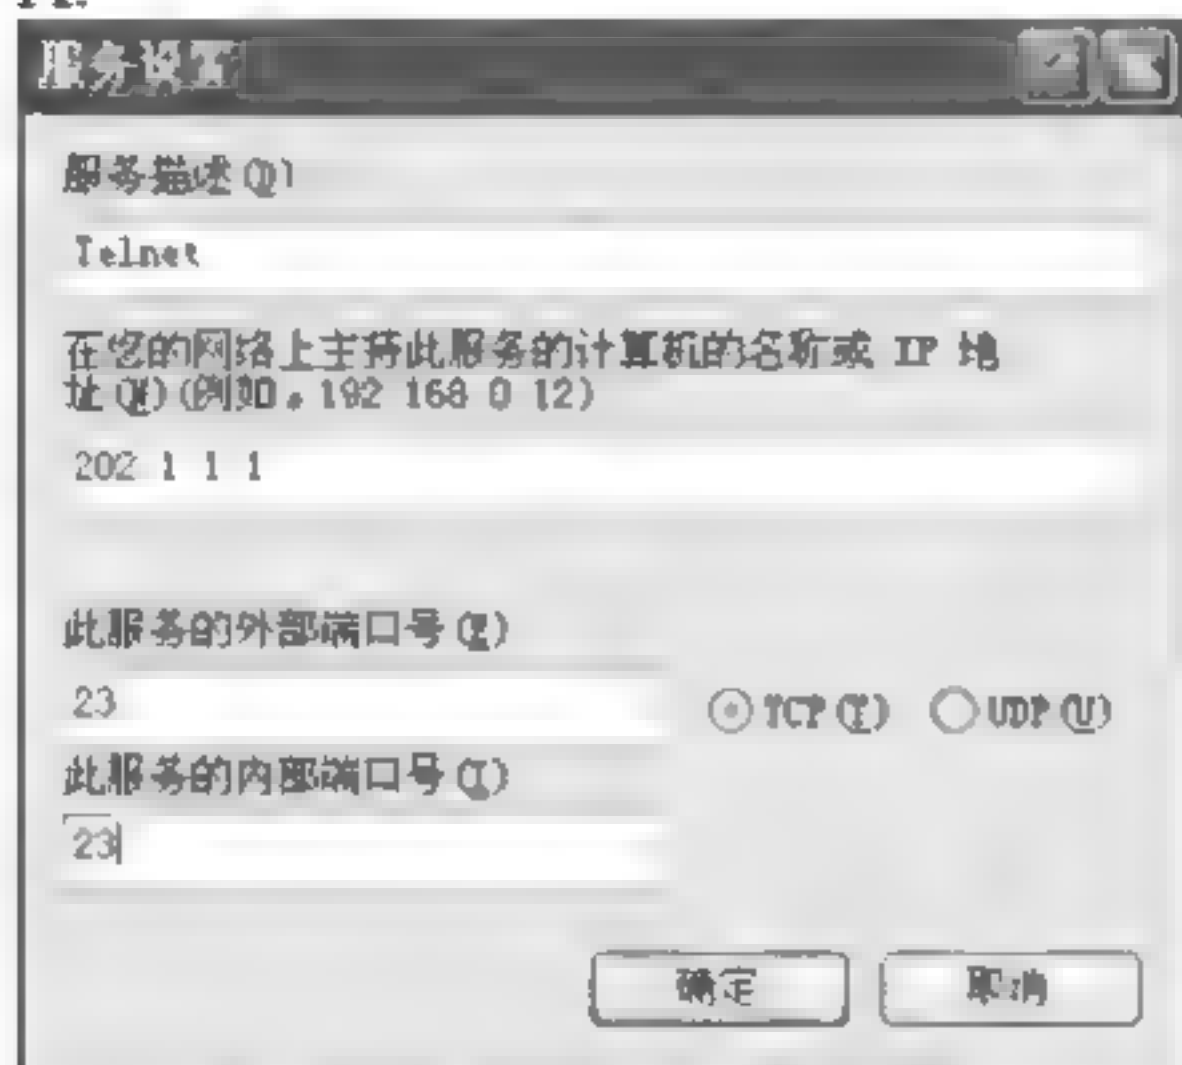 服务设置
服务描述(D)
Telnet
在您的网络上主持此服务的计算机的名称或 IP 地
址(N)(例如，192 168 0 12)
202 1 1 1
此服务的外部端口号(E)
23
TCP(T) UDP(U)
此服务的内部端口号(I)
23
确定 取消